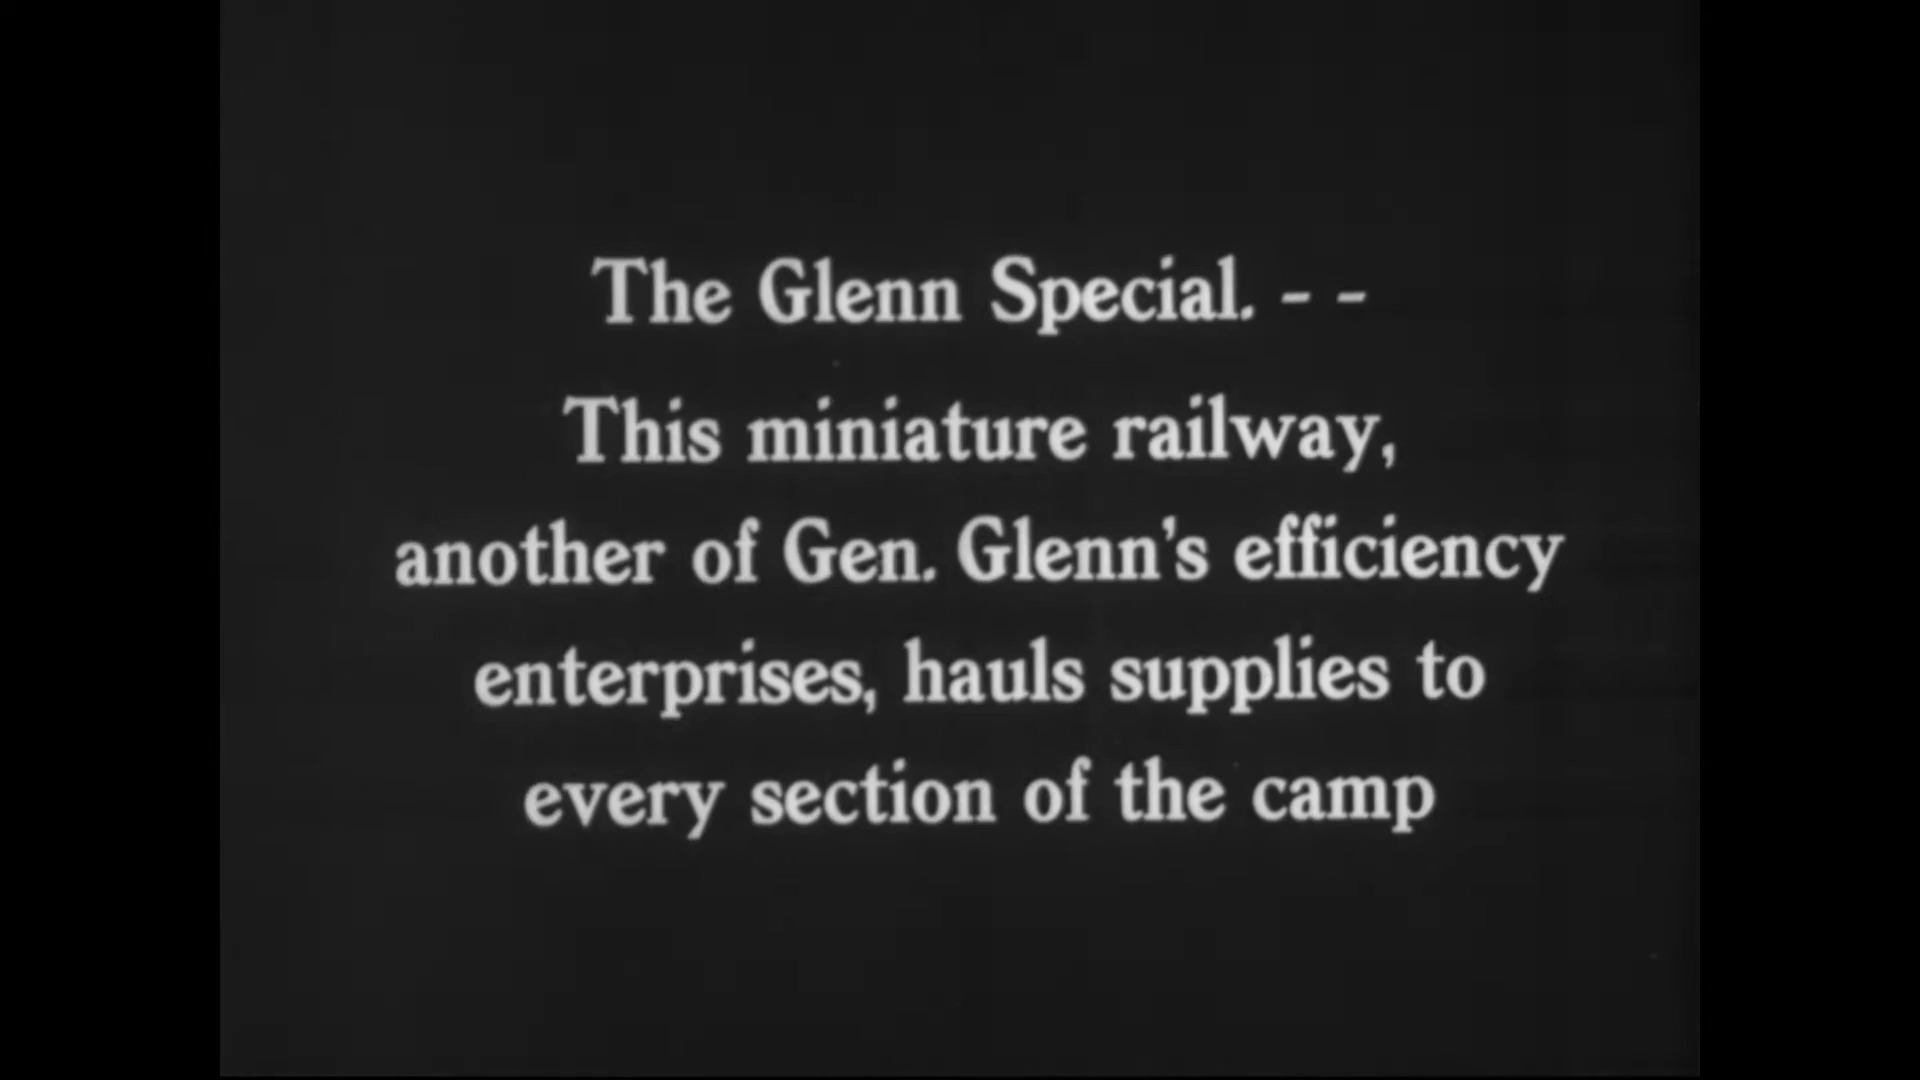 The Glenn Special. - -
This miniature railway,
another of Gen. Glenn's efficiency
enterprises, hauls supplies to
every section of the camp